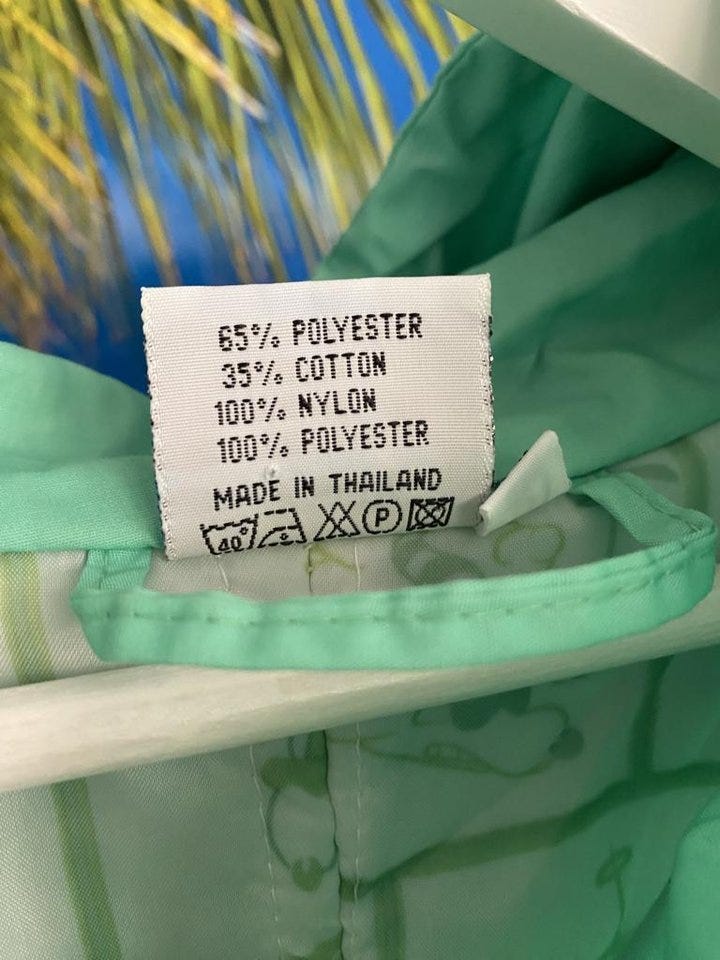 65% POLYESTER
35% COTTON
100% NYLON
100% POLYESTER
MADE IN THAILAND
40° P